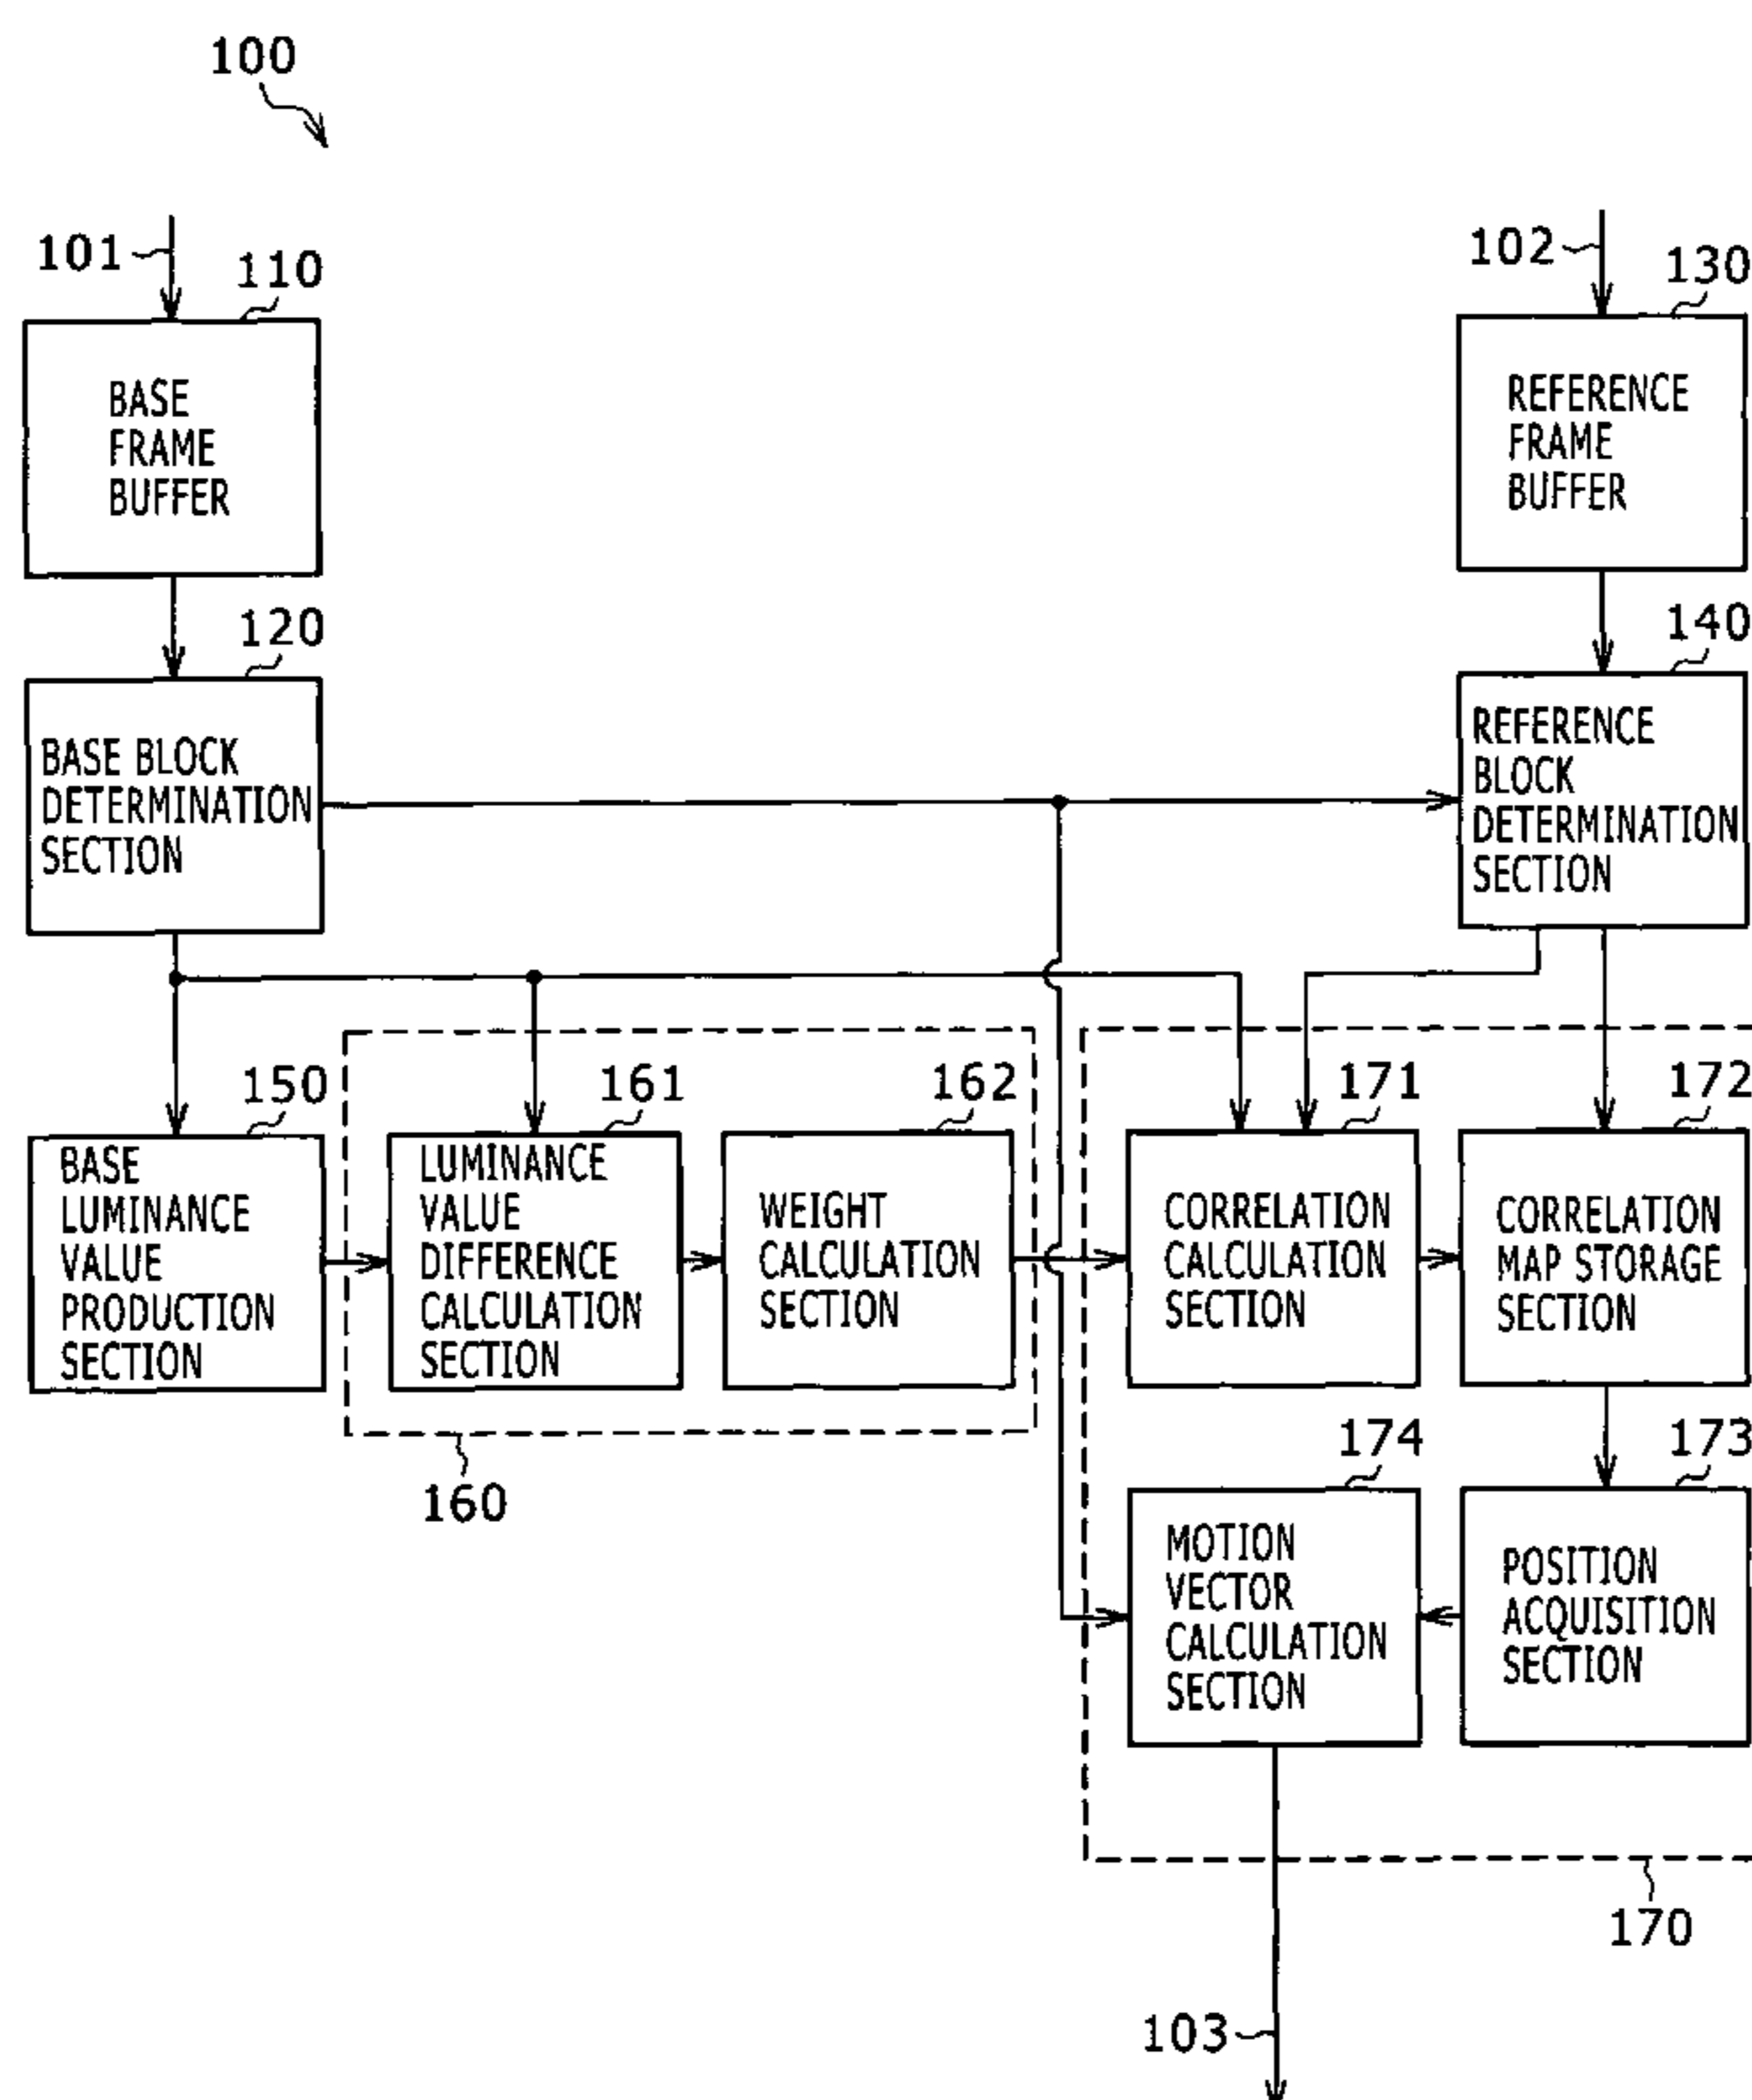 100
101
110
102
130
BASE
FRAME
BUFFER
REFERENCE
FRAME
BUFFER
120
140
BASE BLOCK
DETERMINATION
SECTION
REFERENCE
BLOCK
DETERMINATION
SECTION
150
161
162
171
172
BASE
LUMINANCE
VALUE
PRODUCTION
SECTION
LUMINANCE
VALUE
DIFFERENCE
CALCULATION
SECTION
WEIGHT
CALCULATION
SECTION
CORRELATION
CALCULATION
SECTION
CORRELATION
MAP STORAGE
SECTION
160
174
173
MOTION
VECTOR
CALCULATION
SECTION
POSITION
ACQUISITION
SECTION
170
103